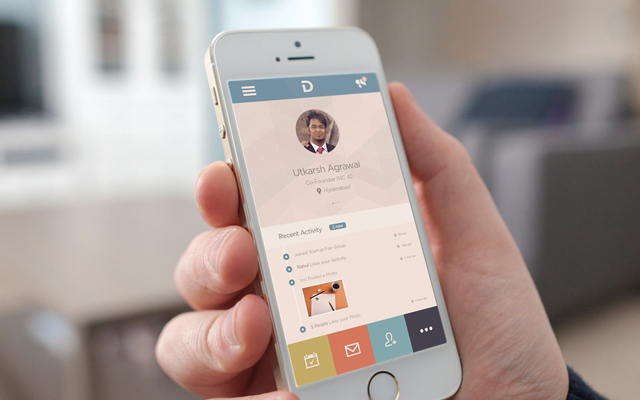 D
Utkarsh Agrawal
Co-Founder INC. 42
Hyderabad
Recent Activity
Joined Startup Fair Group
Rahul Likes your Activity
You Posted a Photo
5 People Likes your Photo